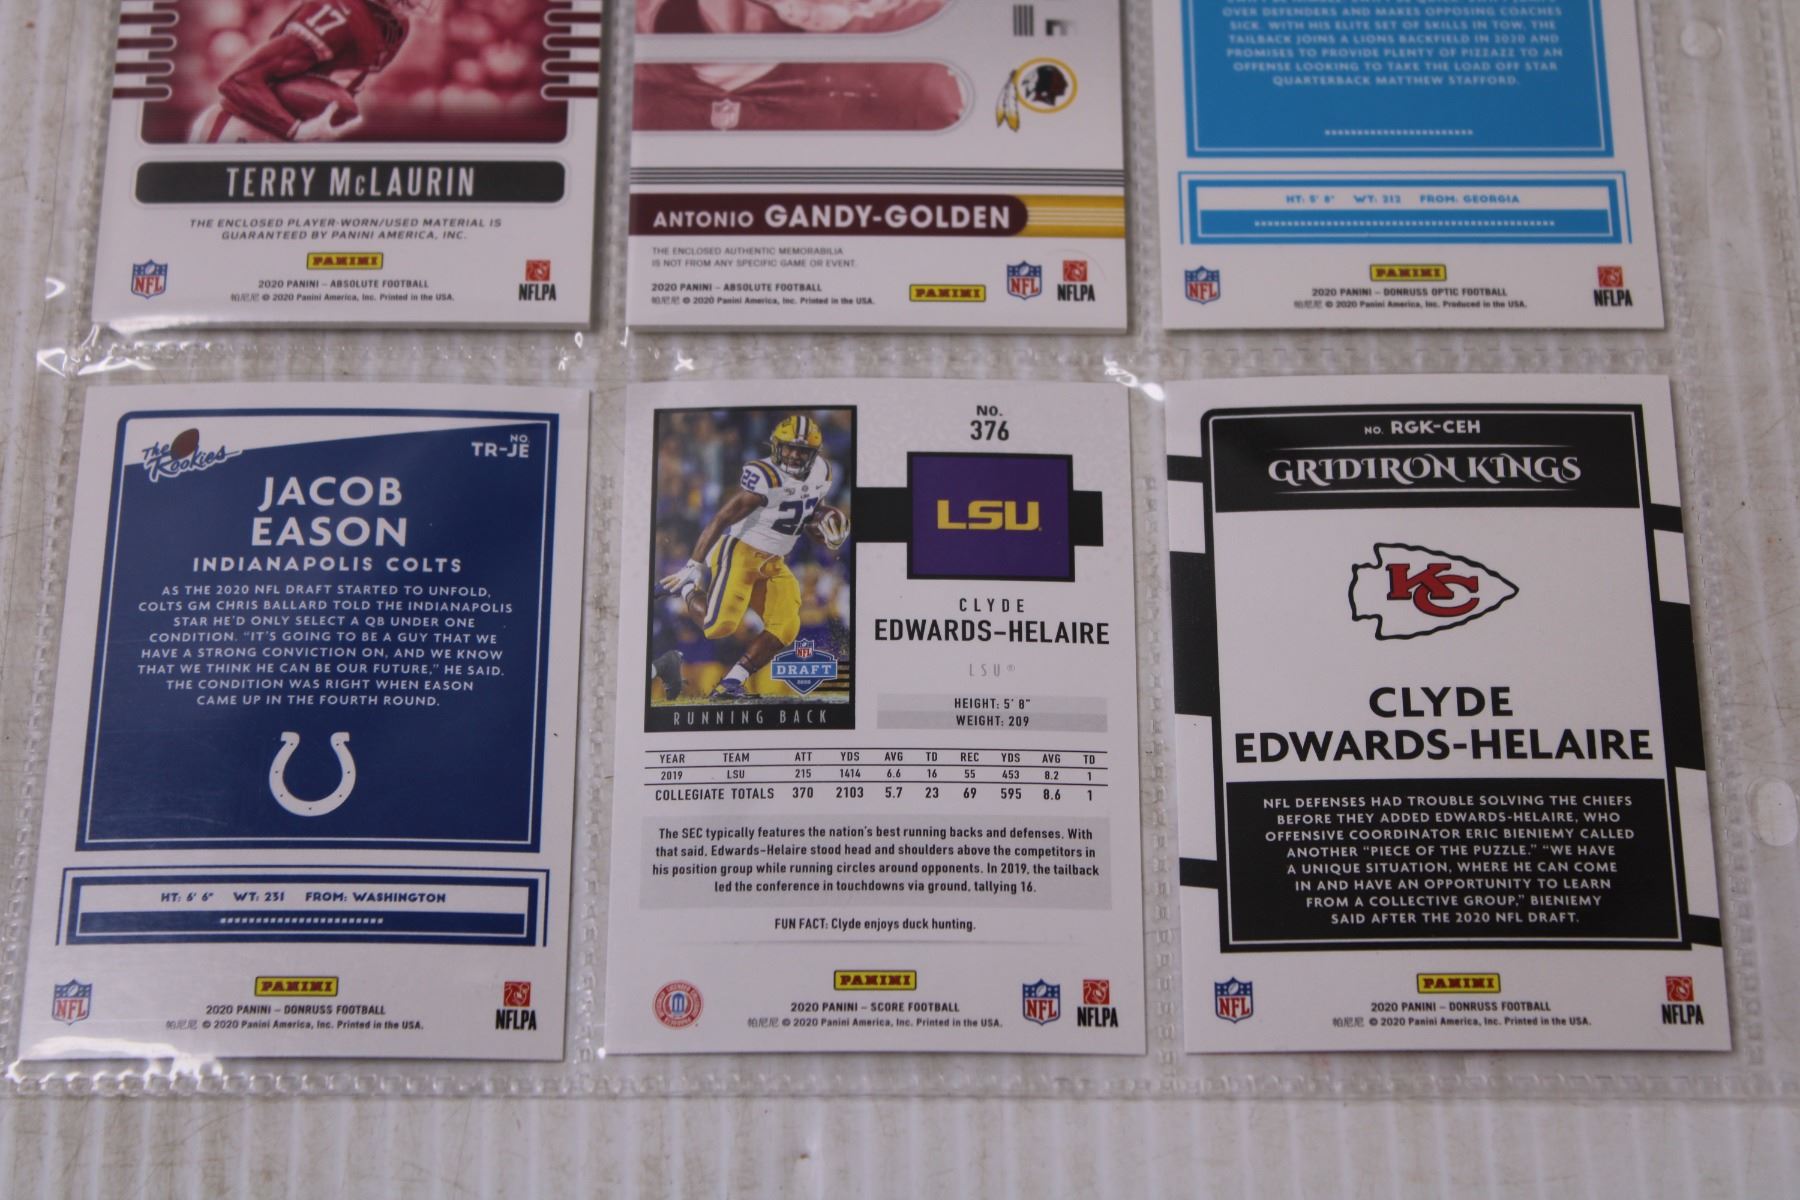 17
TERRY McLAURIN
THE ENCLOSED PLAYER-WORN/USED MATERIAL IS
GUARANTEED BY PANINI AMERICA, INC.
PANINI
2020 PANINI – ABSOLUTE FOOTBALL
帕尼尼 © 2020 Panini America, Inc. Printed in the USA.
NFL
NFLPA
ANTONIO GANDY-GOLDEN
THE ENCLOSED AUTHENTIC MEMORABILIA
IS NOT FROM ANY SPECIFIC GAME OR EVENT.
2020 PANINI – ABSOLUTE FOOTBALL
帕尼尼 © 2020 Panini America, Inc. Printed in the USA.
PANINI
NFL
NFLPA
OVER DEFENDERS AND MAKES OPPOSING COACHES
SICK. WITH HIS ELITE SET OF SKILLS IN TOW, THE
TAILBACK JOINS A LIONS BACKFIELD IN 2020 AND
PROMISES TO PROVIDE PLENTY OF PIZZAZZ TO AN
OFFENSE LOOKING TO TAKE THE LOAD OFF STAR
QUARTERBACK MATTHEW STAFFORD.
HT: 5' 8" WT: 212 FROM: GEORGIA
PANINI
2020 PANINI – DONRUSS OPTIC FOOTBALL
帕尼尼 © 2020 Panini America, Inc. Produced in the USA.
NFL
NFLPA
The Rookies
NO.
TR-JE
JACOB
EASON
INDIANAPOLIS COLTS
AS THE 2020 NFL DRAFT STARTED TO UNFOLD,
COLTS GM CHRIS BALLARD TOLD THE INDIANAPOLIS
STAR HE'D ONLY SELECT A QB UNDER ONE
CONDITION. "IT'S GOING TO BE A GUY THAT WE
HAVE A STRONG CONVICTION ON, AND WE KNOW
THAT WE THINK HE CAN BE OUR FUTURE," HE SAID.
THE CONDITION WAS RIGHT WHEN EASON
CAME UP IN THE FOURTH ROUND.
HT: 6' 6" WT: 231 FROM: WASHINGTON
PANINI
2020 PANINI – DONRUSS FOOTBALL
帕尼尼 © 2020 Panini America, Inc. Printed in the USA.
NFL
NFLPA
No.
376
LSU
22
22
NFL
DRAFT
2020
RUNNING BACK
CLYDE
EDWARDS-HELAIRE
LSU®
HEIGHT: 5' 8"
WEIGHT: 209
YEAR TEAM ATT YDS AVG TD REC YDS AVG TD
2019 LSU 215 1414 6.6 16 55 453 8.2 1
COLLEGIATE TOTALS 370 2103 5.7 23 69 595 8.6 1
The SEC typically features the nation's best running backs and defenses. With
that said, Edwards-Helaire stood head and shoulders above the competitors in
his position group while running circles around opponents. In 2019, the tailback
led the conference in touchdowns via ground, tallying 16.
FUN FACT: Clyde enjoys duck hunting.
PANINI
2020 PANINI – SCORE FOOTBALL
帕尼尼 © 2020 Panini America, Inc. Printed in the USA.
NFL
NFLPA
NO. RGK-CEH
GRIDIRON KINGS
KC
CLYDE
EDWARDS-HELAIRE
NFL DEFENSES HAD TROUBLE SOLVING THE CHIEFS
BEFORE THEY ADDED EDWARDS-HELAIRE, WHO
OFFENSIVE COORDINATOR ERIC BIENIEMY CALLED
ANOTHER "PIECE OF THE PUZZLE." "WE HAVE
A UNIQUE SITUATION, WHERE HE CAN COME
IN AND HAVE AN OPPORTUNITY TO LEARN
FROM A COLLECTIVE GROUP," BIENIEMY
SAID AFTER THE 2020 NFL DRAFT.
PANINI
2020 PANINI – DONRUSS FOOTBALL
帕尼尼 © 2020 Panini America, Inc. Printed in the USA.
NFL
NFLPA